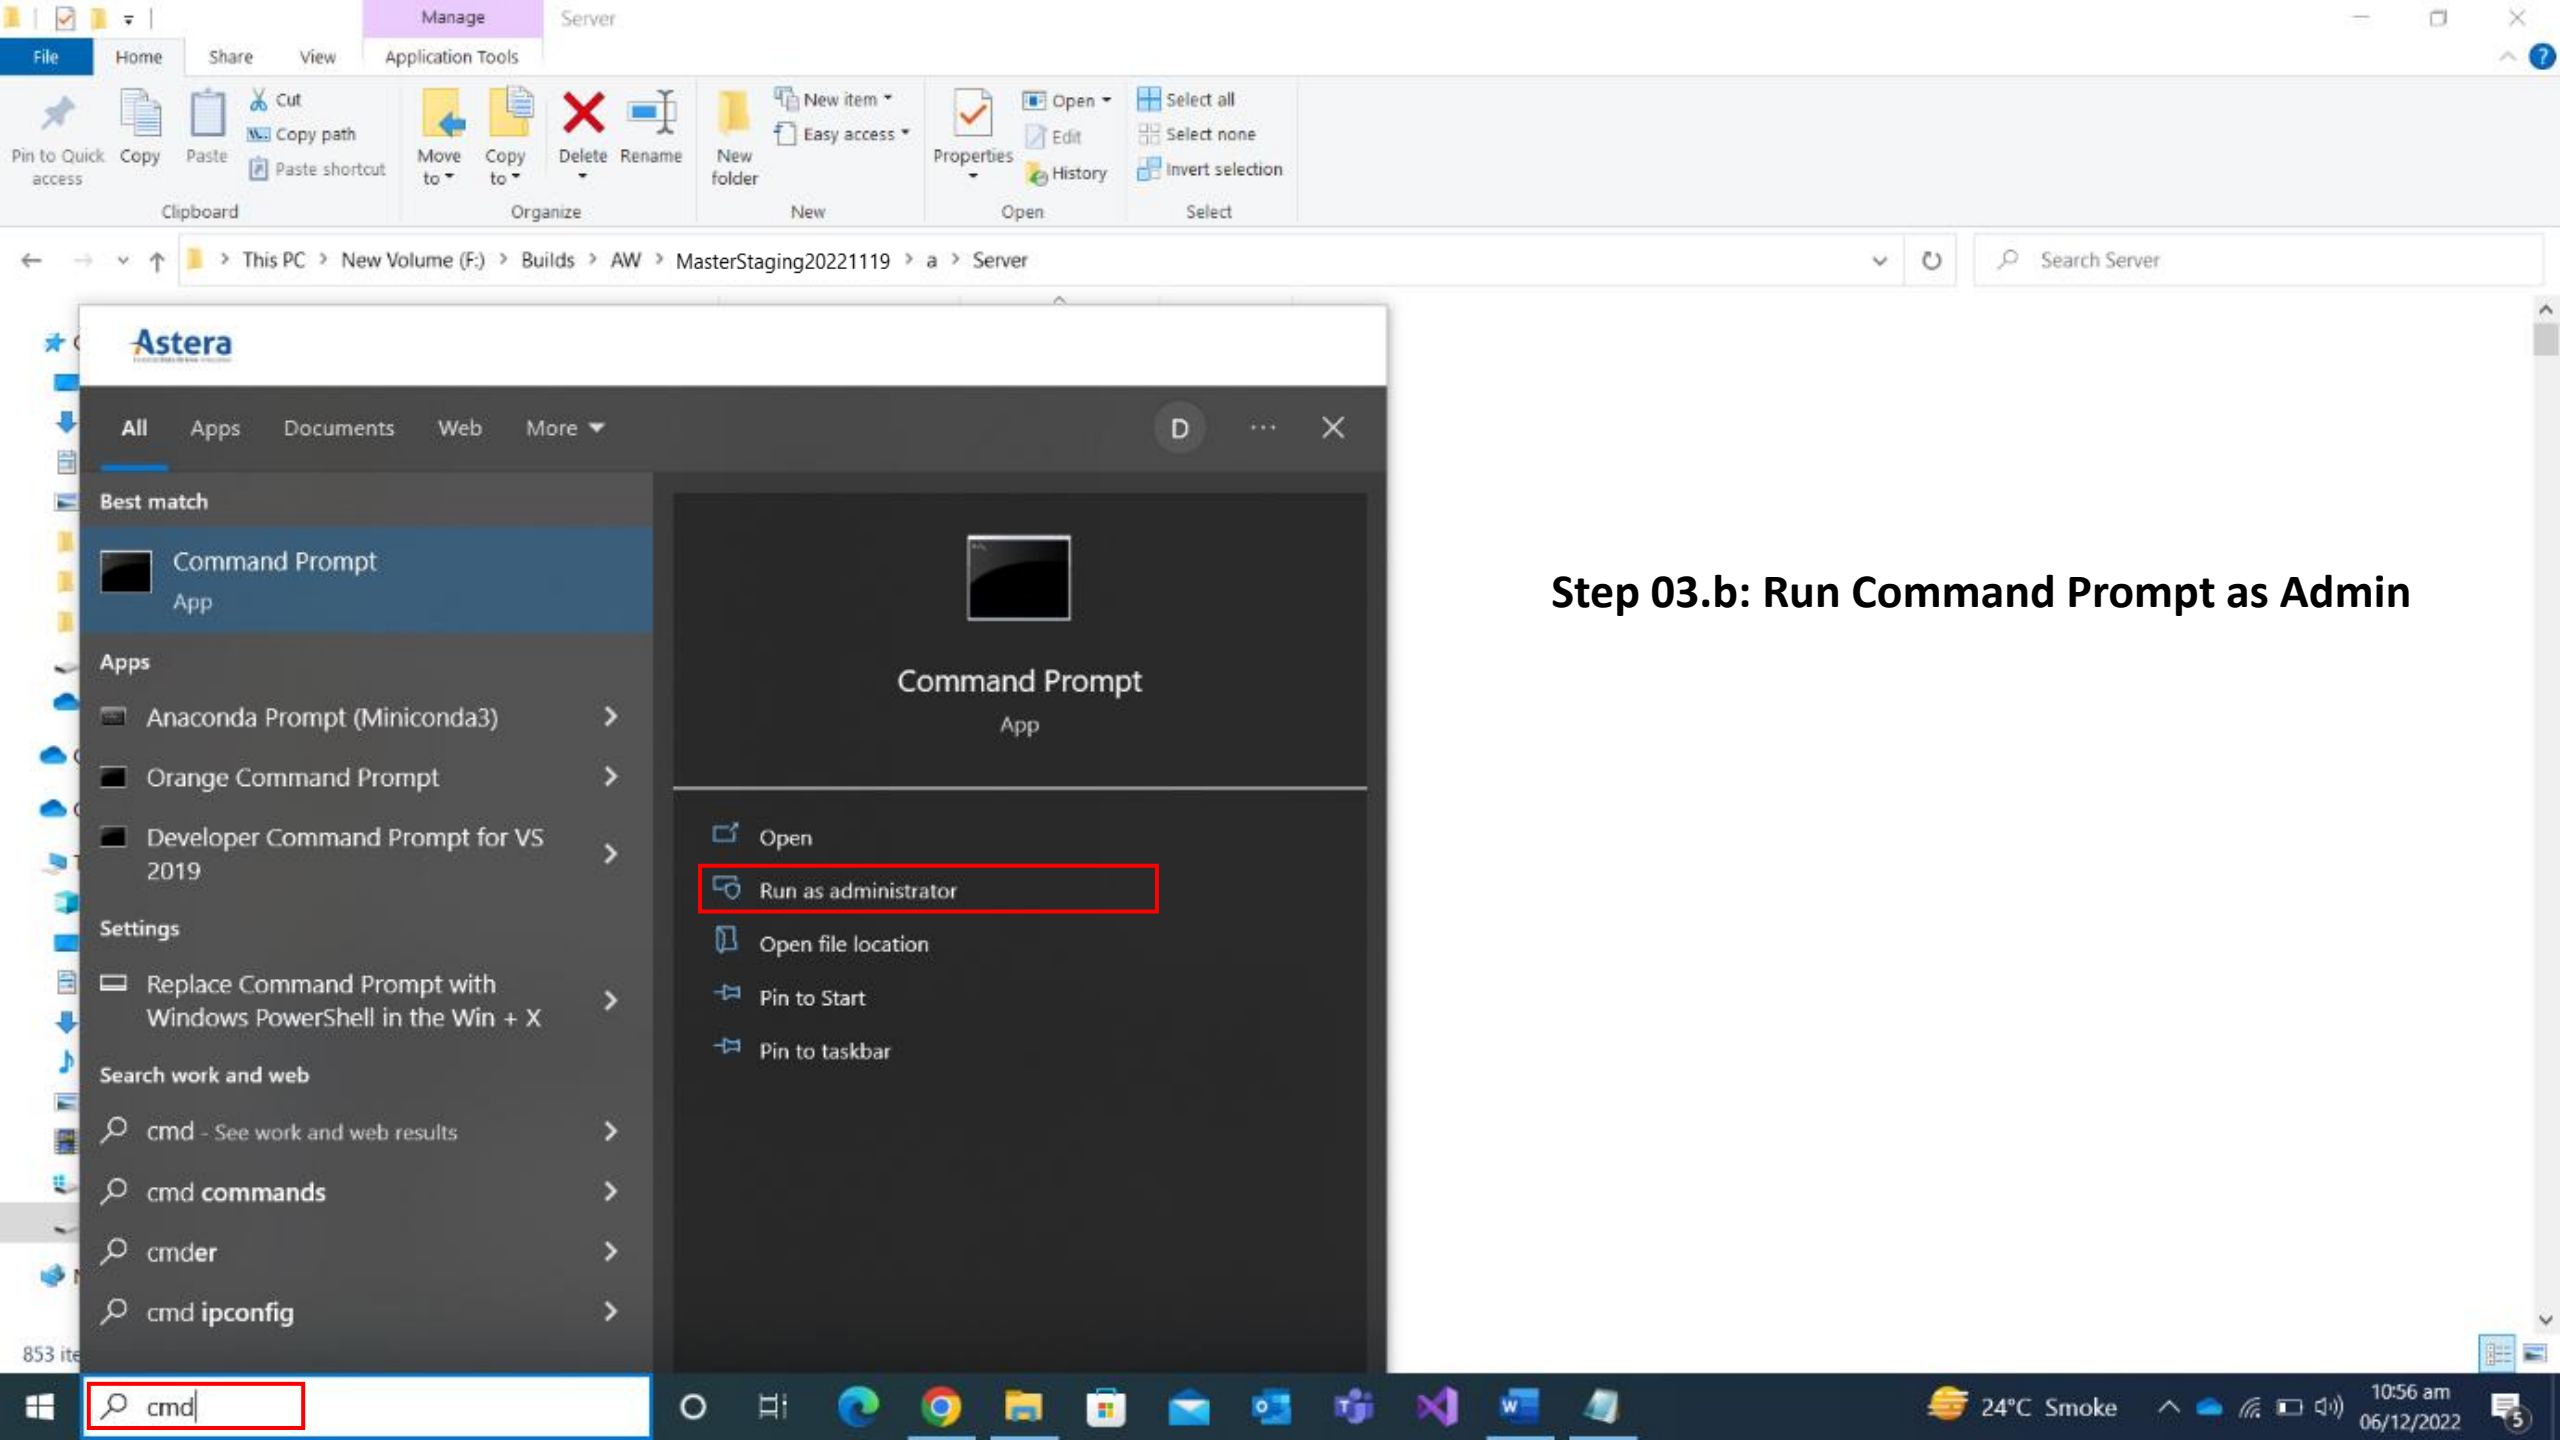 Manage
Server
File
Home
Share
View
Application Tools
Pin to Quick access
Copy
Paste
Cut
Copy path
Paste shortcut
Move to
Copy to
Delete
Rename
New folder
New item
Easy access
Properties
Open
Edit
History
Select all
Select none
Invert selection
Clipboard
Organize
New
Open
Select
This PC > New Volume (F:) > Builds > AW > MasterStaging20221119 > a > Server
Search Server
Astera
All
Apps
Documents
Web
More
D
Best match
Command Prompt
App
Apps
Anaconda Prompt (Miniconda3)
Orange Command Prompt
Developer Command Prompt for VS
2019
Settings
Replace Command Prompt with
Windows PowerShell in the Win + X
Search work and web
cmd - See work and web results
cmd commands
cmder
cmd ipconfig
Command Prompt
App
Open
Run as administrator
Open file location
Pin to Start
Pin to taskbar
Step 03.b: Run Command Prompt as Admin
853 ite
cmd
24°C Smoke
10:56 am
06/12/2022
5